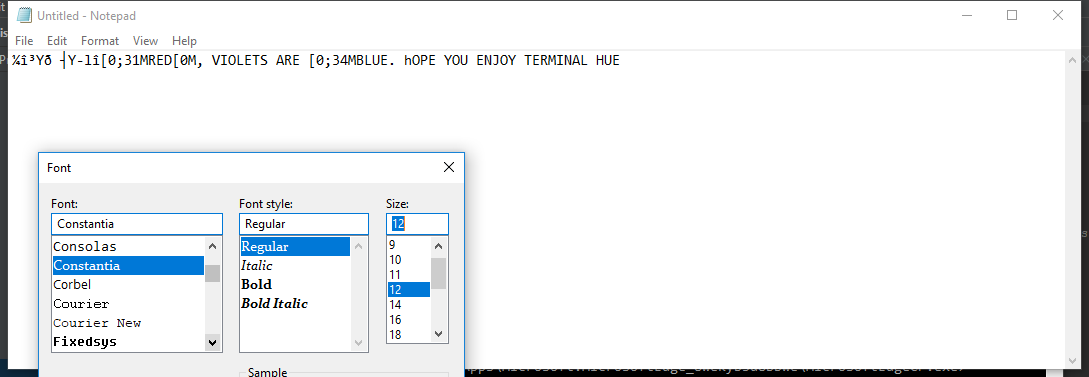 Untitled - Notepad
File Edit Format View Help
¼î³Yð ┤Y-lî[0;31MRED[0M, VIOLETS ARE [0;34MBLUE. hOPE YOU ENJOY TERMINAL HUE
Font
Font: Font style: Size:
Constantia Regular 12
Consolas Regular 9
Constantia Italic 10
Corbel Bold 11
Courier Bold Italic 12
Courier New 14
Fixedsys 16
18
Sample